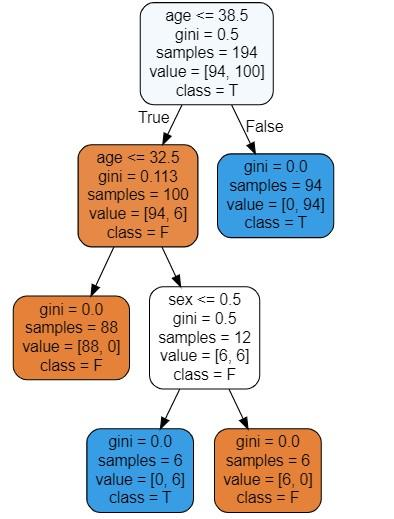 age <= 38.5
gini = 0.5
samples = 194
value = [94, 100]
class = T
True
False
age <= 32.5
gini = 0.113
samples = 100
value = [94, 6]
class = F
gini = 0.0
samples = 94
value = [0, 94]
class = T
gini = 0.0
samples = 88
value = [88, 0]
class = F
sex <= 0.5
gini = 0.5
samples = 12
value = [6, 6]
class = F
gini = 0.0
samples = 6
value = [0, 6]
class = T
gini = 0.0
samples = 6
value = [6, 0]
class = F